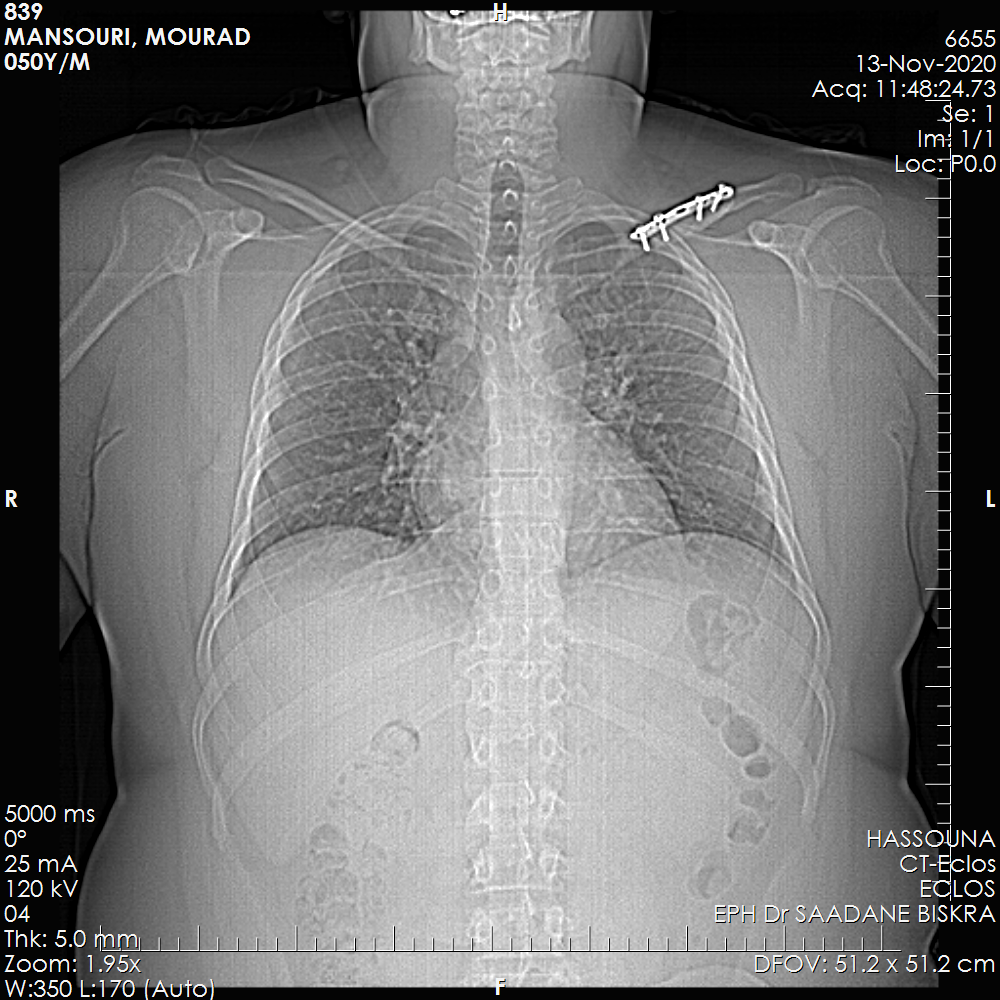 839
MANSOURI, MOURAD
050Y/M
H
6655
13-Nov-2020
Acq: 11:48:24.73
Se: 1
Im: 1/1
Loc: P0.0
R
L
5000 ms
0°
25 mA
120 kV
04
Thk: 5.0 mm
Zoom: 1.95x
W:350 L:170 (Auto)
F
HASSOUNA
CT-Eclos
ECLOS
EPH Dr SAADANE BISKRA
DFOV: 51.2 x 51.2 cm